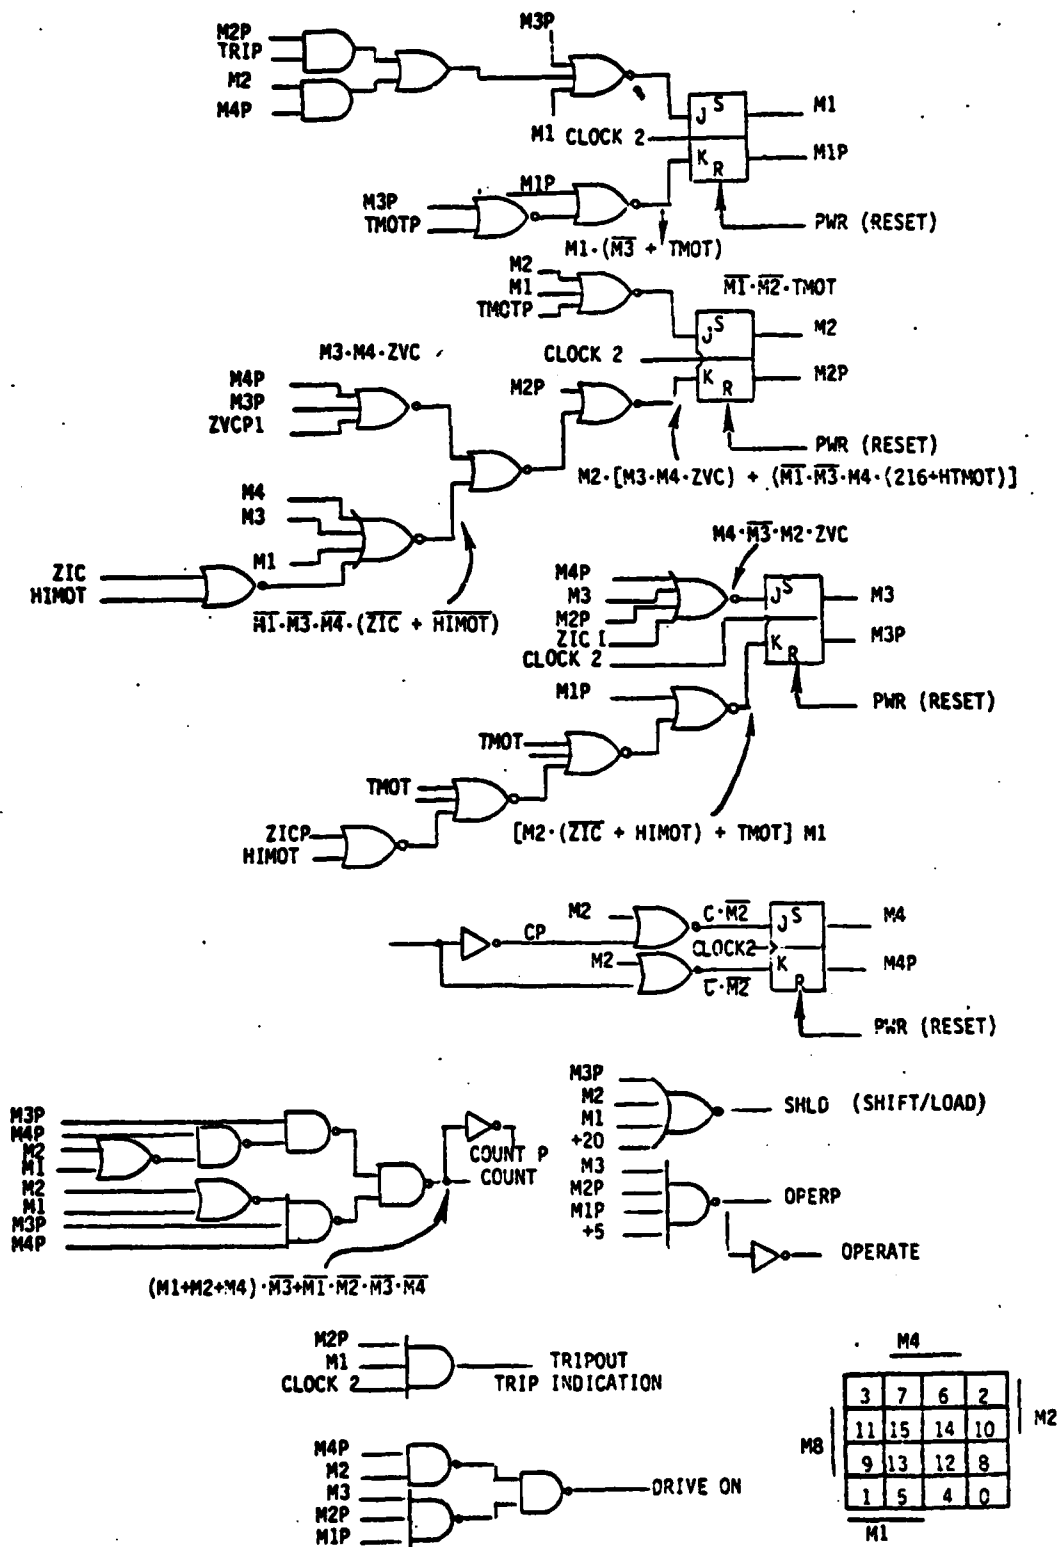 M3P
M2P
TRIP
M2
M4P
M1 CLOCK 2
J S
K
R
M1
M1P
PWR (RESET)
M1P
M3P
TMOTP
M1·(M̅3̅ + TMOT)
M2
M1
TMOTP
M̅1̅·M̅2̅·TMOT
J S
K
R
M2
M2P
CLOCK 2
M3·M4·ZVC
M4P
M3P
ZVCP1
M2P
PWR (RESET)
M2·[M3·M4·ZVC) + (M̅1̅·M̅3̅·M4·(216+HTMOT)]
M4
M3
M1
ZIC
HIMOT
M̅1̅·M̅3̅·M̅4̅·(Z̅I̅C̅ + H̅I̅M̅O̅T̅)
M4·M̅3̅·M2·ZVC
M4P
M3
M2P
ZIC I
CLOCK 2
J S
K
R
M3
M3P
PWR (RESET)
M1P
TMOT
TMOT
ZICP
HIMOT
[M2·(Z̅I̅C̅ + HIMOT) + TMOT] M1
M2
CP
C·M̅2̅
CLOCK2
M2
C̅·M̅2̅
J S
K
R
M4
M4P
PWR (RESET)
M3P
M4P
M2
M1
M2
M1
M3P
M4P
COUNT P
COUNT
(M1+M2+M4)·M̅3̅+M̅1̅·M̅2̅·M̅3̅·M̅4̅
M3P
M2
M1
+20
SHLD (SHIFT/LOAD)
M3
M2P
M1P
+5
OPERP
OPERATE
M2P
M1
CLOCK 2
TRIPOUT
TRIP INDICATION
M4P
M2
M3
M2P
M1P
DRIVE ON
M4
3 7 6 2
11 15 14 10
9 13 12 8
1 5 4 0
M2
M8
M1